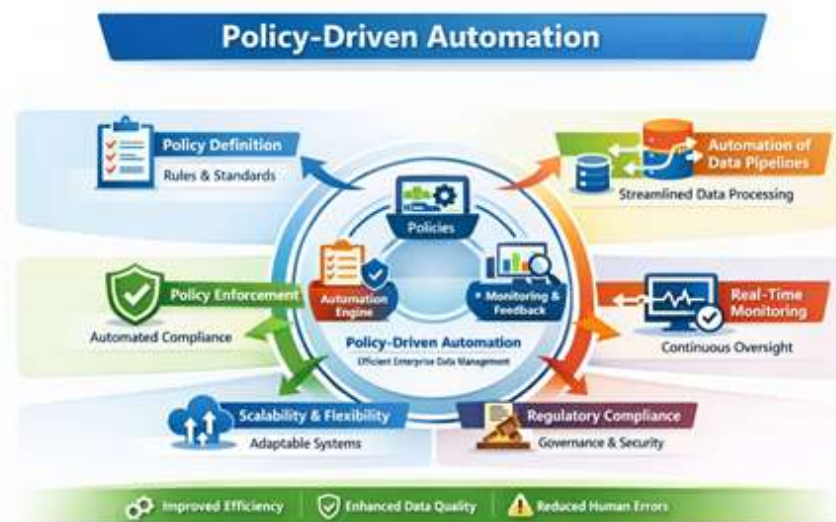 Policy-Driven Automation
Policy Definition
Rules & Standards
Automation of
Data Pipelines
Streamlined Data Processing
Policies
Policy Enforcement
Automated Compliance
Automation
Engine
Monitoring &
Feedback
Real-Time
Monitoring
Continuous Oversight
Policy-Driven Automation
Efficient Enterprise Data Management
Scalability & Flexibility
Adaptable Systems
Regulatory Compliance
Governance & Security
Improved Efficiency
Enhanced Data Quality
Reduced Human Errors